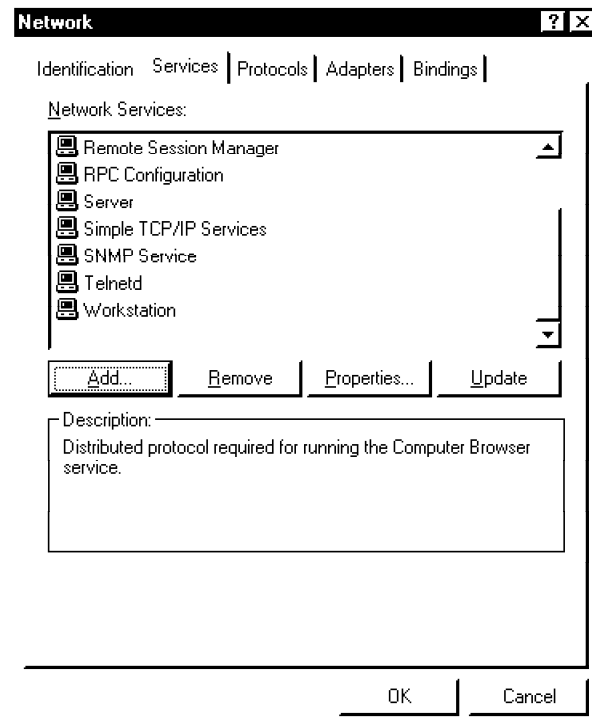 Network
Identification Services Protocols Adapters Bindings
Network Services:
Remote Session Manager
RPC Configuration
Server
Simple TCP/IP Services
SNMP Service
Telnetd
Workstation
Add... Remove Properties... Update
Description:
Distributed protocol required for running the Computer Browser
service.
OK Cancel